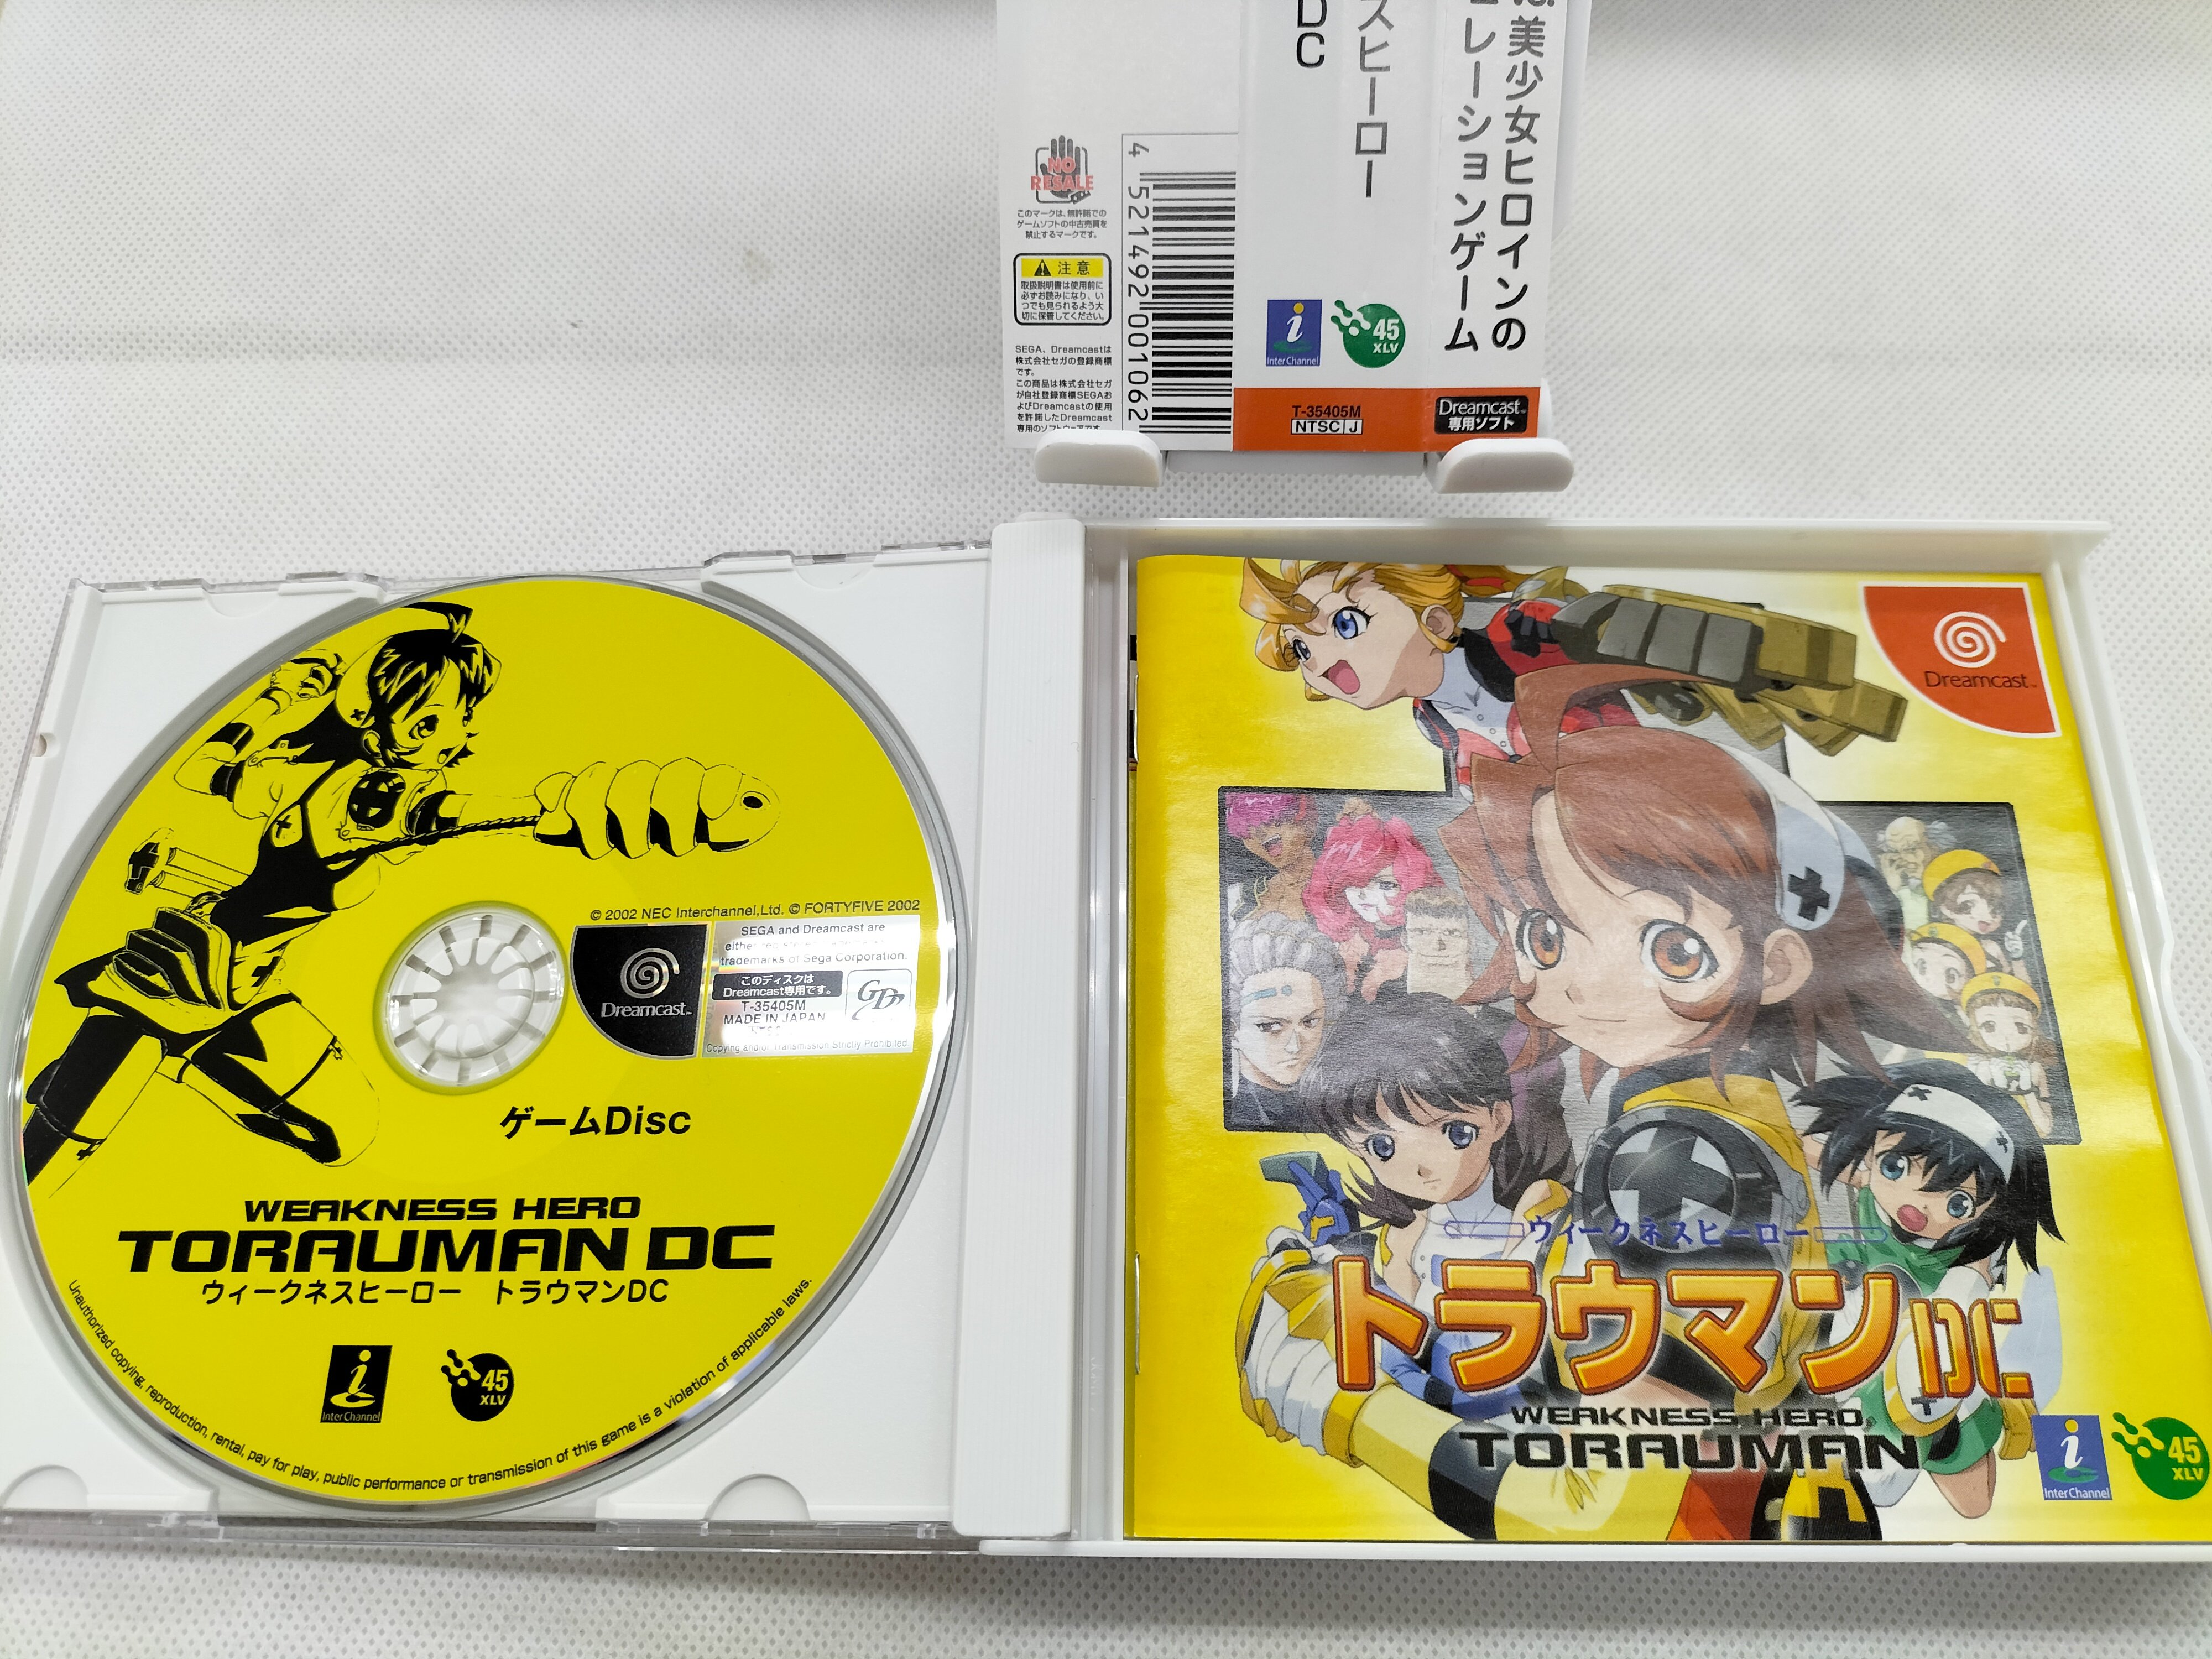 美少女ヒロインの
レーションゲーム
スヒーロー
DC
NO
RESALE
このマークは、無許諾での
ゲームソフトの中古売買を
禁止するマークです。
注意
取扱説明書は使用前に
必ずお読みになり、い
つでも見られるよう大
切に保管してください。
SEGA、Dreamcastは
株式会社セガの登録商標
です。
この商品は株式会社セガ
が自社登録商標SEGAお
よびDreamcastの使用
を許諾したDreamcast
専用のソフトウェアです
4 521492 001062
i
InterChannel
45
XLV
T-35405M
NTSC J
Dreamcast™
専用ソフト
© 2002 NEC Interchannel,Ltd. © FORTYFIVE 2002
SEGA and Dreamcast are
trademarks of Sega Corporation.
Dreamcast™
このディスクは
Dreamcast専用です。
T-35405M
MADE IN JAPAN
GD
Copying and/or Transmission Strictly Prohibited.
ゲームDisc
WEAKNESS HERO
TORAUMAN DC
ウィークネスヒーロー　トラウマンDC
i
InterChannel
45
XLV
Unauthorized copying, reproduction, rental, pay for play, public performance or transmission of this game is a violation of applicable laws.
Dreamcast™
ウィークネスヒーロー
トラウマンDC
WEAKNESS HERO
TORAUMAN
i
InterChannel
45
XLV